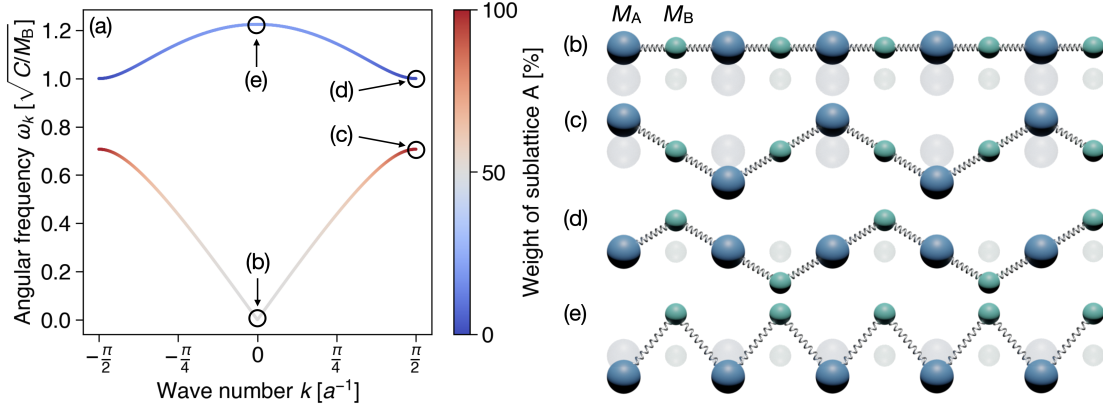 (a)
Angular frequency ωₖ [√C/M_B]
1.2
1.0
0.8
0.6
0.4
0.2
0.0
(e)
(d)
(c)
(b)
−π/2
−π/4
0
π/4
π/2
Wave number k [a⁻¹]
100
50
0
Weight of sublattice A [%]
M_A M_B
(b)
(c)
(d)
(e)